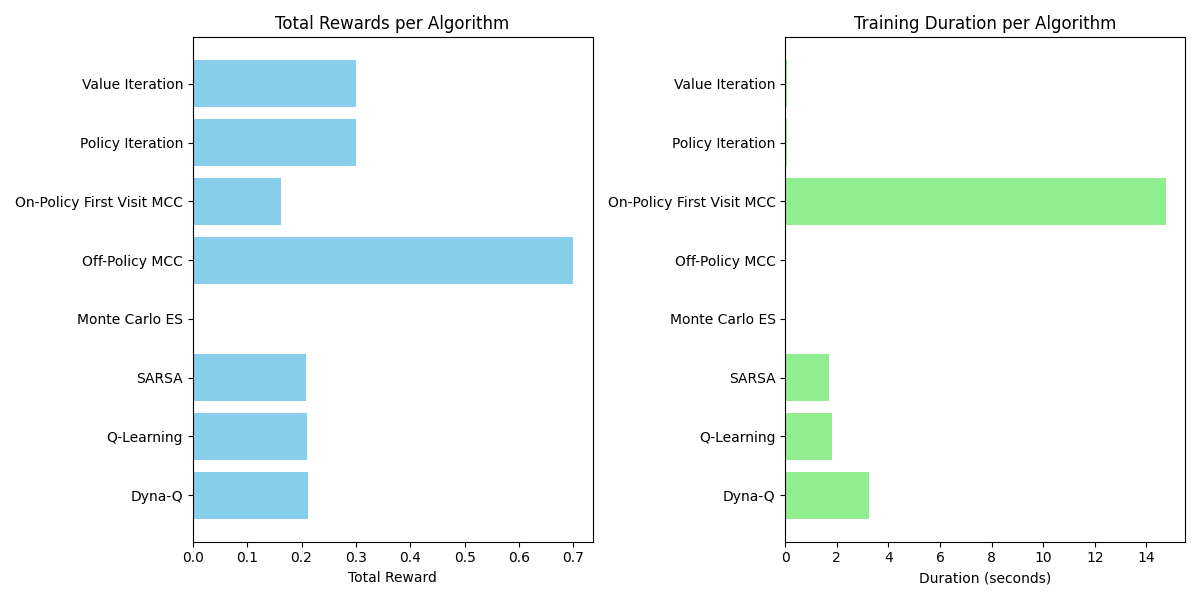 Total Rewards per Algorithm
Value Iteration
Policy Iteration
On-Policy First Visit MCC
Off-Policy MCC
Monte Carlo ES
SARSA
Q-Learning
Dyna-Q
0.0 0.1 0.2 0.3 0.4 0.5 0.6 0.7
Total Reward
Training Duration per Algorithm
Value Iteration
Policy Iteration
On-Policy First Visit MCC
Off-Policy MCC
Monte Carlo ES
SARSA
Q-Learning
Dyna-Q
0 2 4 6 8 10 12 14
Duration (seconds)